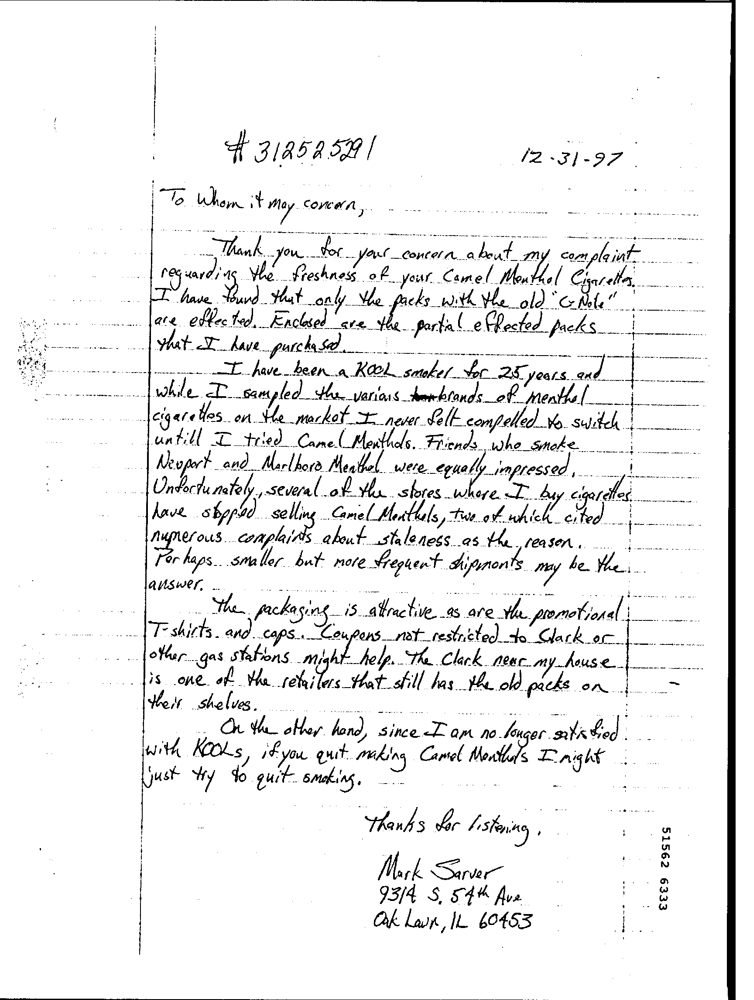 # 31252529 1
12-31-97
To Whom it may concern,
Thank you for your concern about my complaint
reguarding the freshness of your Camel Menthol Cigarettes.
I have found that only the packs with the old "C-Note"
are effected. Enclosed are the partial effected packs
that I have purchased.
I have been a KOOL smoker for 25 years and
while I sampled the various brands of menthol
cigarettes on the market I never felt compelled to switch
untill I tried Camel Menthols. Friends who smoke
Newport and Marlboro Menthol were equally impressed.
Unfortunately, several of the stores where I buy cigarettes
have stopped selling Camel Menthols, two of which cited
numerous complaints about staleness as the reason.
Perhaps smaller but more frequent shipments may be the
answer.
The packaging is attractive as are the promotional
T-shirts and caps. Coupons not restricted to Clark or
other gas stations might help. The Clark near my house
is one of the retailers that still has the old packs on
their shelves.
On the other hand, since I am no longer satisfied
with KOOLs, if you quit making Camel Menthols I might
just try to quit smoking.
Thanks for listening.
Mark Sarver
9314 S. 54th Ave
Oak Lawn, IL 60453
51562 6333